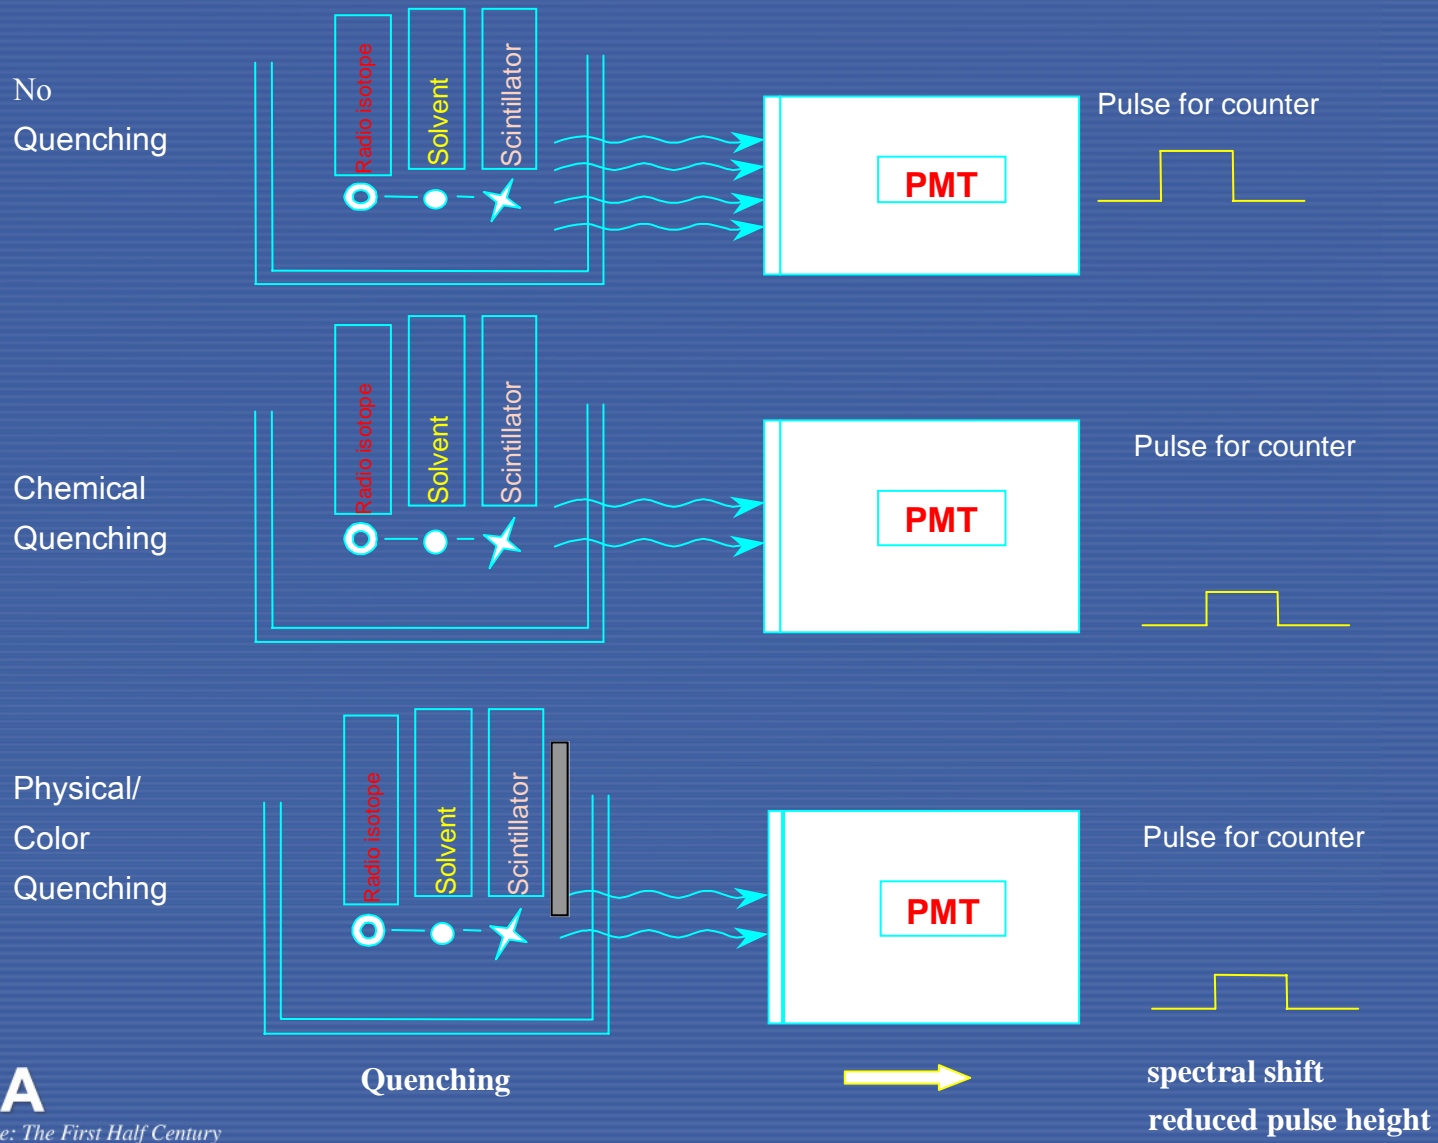 No
Quenching
Radio isotope
Solvent
Scintillator
PMT
Pulse for counter
Chemical
Quenching
Radio isotope
Solvent
Scintillator
PMT
Pulse for counter
Physical/
Color
Quenching
Radio isotope
Solvent
Scintillator
PMT
Pulse for counter
A
Quenching
spectral shift
reduced pulse height
e: The First Half Century